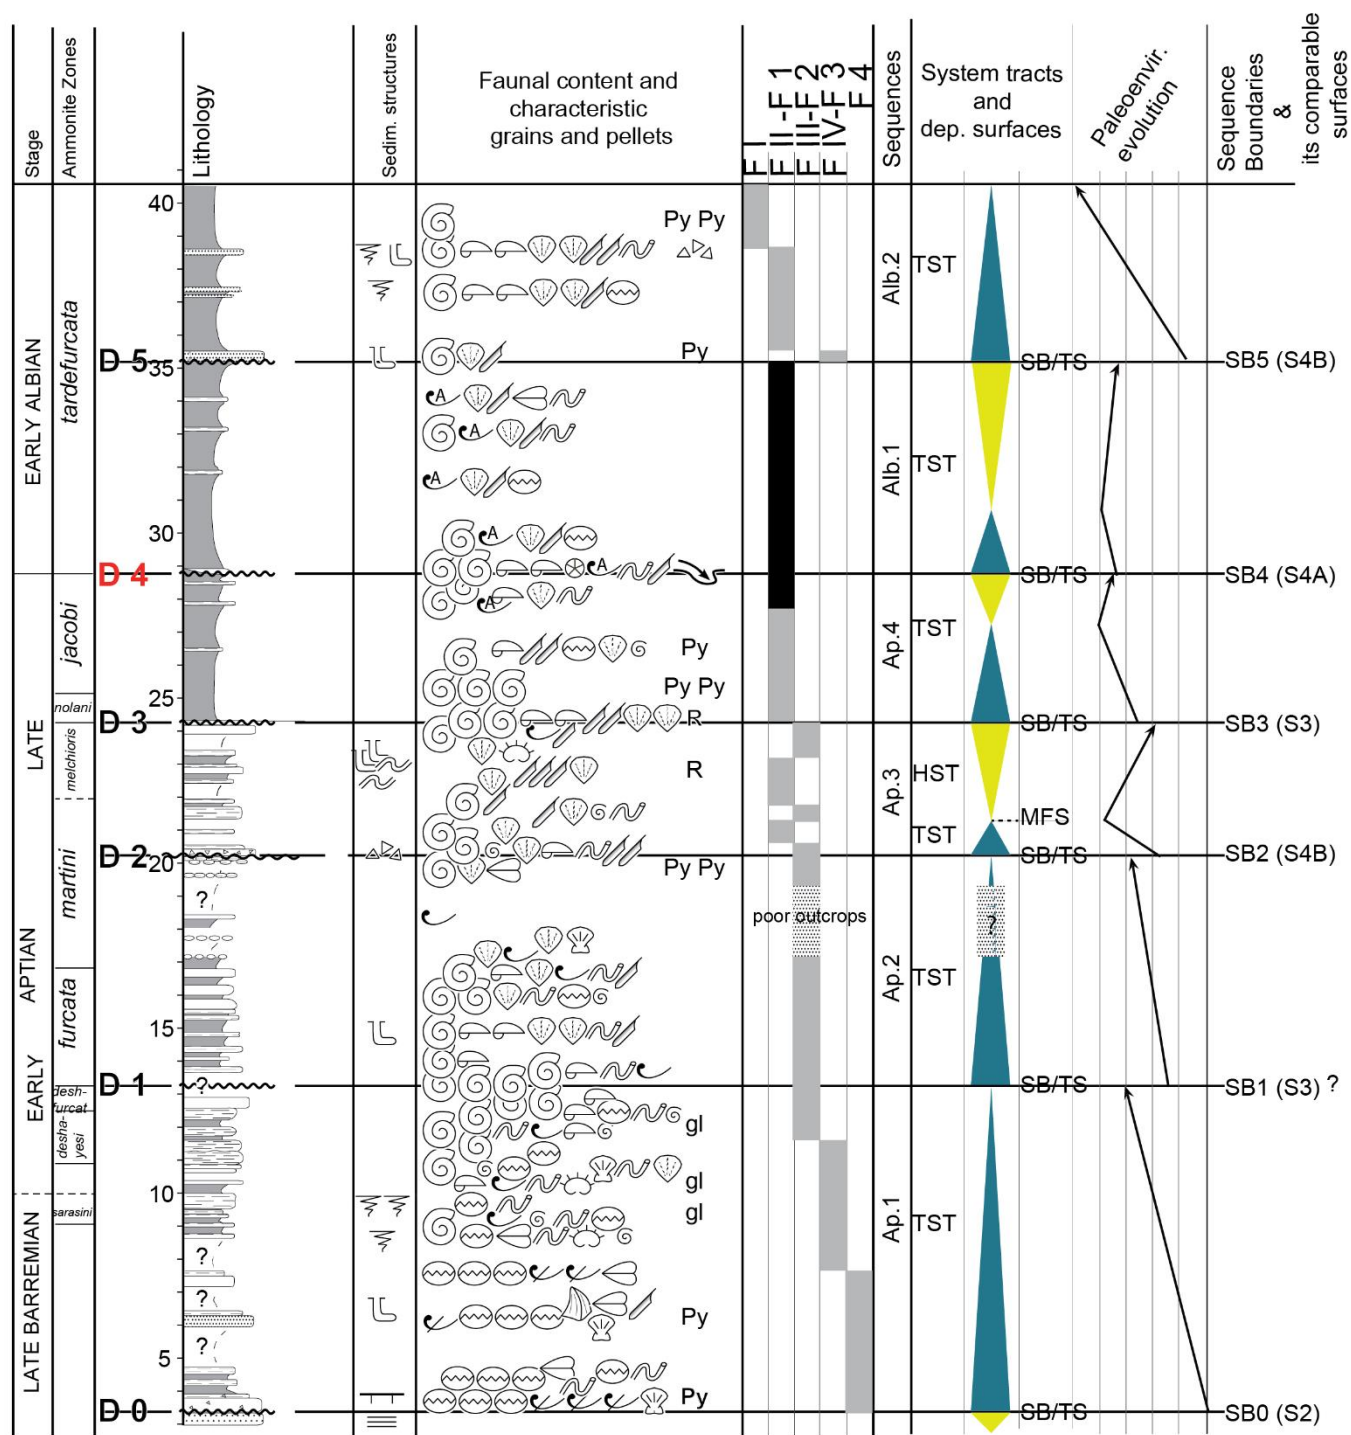 Stage
Ammonite Zones
Lithology
Sedim. structures
Faunal content and
characteristic
grains and pellets
F I
F II-F 1
F III-F 2
F IV-F 3
F 4
Sequences
System tracts
and
dep. surfaces
Paleoenvir.
evolution
Sequence
Boundaries
&
its comparable
surfaces
EARLY ALBIAN
LATE
APTIAN
EARLY
LATE BARREMIAN
tardefurcata
jacobi
nolani
melchioris
martini
furcata
desh-
furcat
desha-
yesi
sarasini
40
35
30
25
20
15
10
5
D 5
D 4
D 3
D 2
D 1
D 0
?
?
?
?
?
Py Py
Py
A
A
A
A
A
A
Py
Py Py
R
R
Py Py
gl
gl
gl
Py
Py
poor outcrops
Alb.2
Alb.1
Ap.4
Ap.3
Ap.2
Ap.1
TST
SB/TS
TST
SB/TS
TST
SB/TS
HST
MFS
TST
SB/TS
?
TST
SB/TS
TST
SB/TS
SB5 (S4B)
SB4 (S4A)
SB3 (S3)
SB2 (S4B)
SB1 (S3) ?
SB0 (S2)